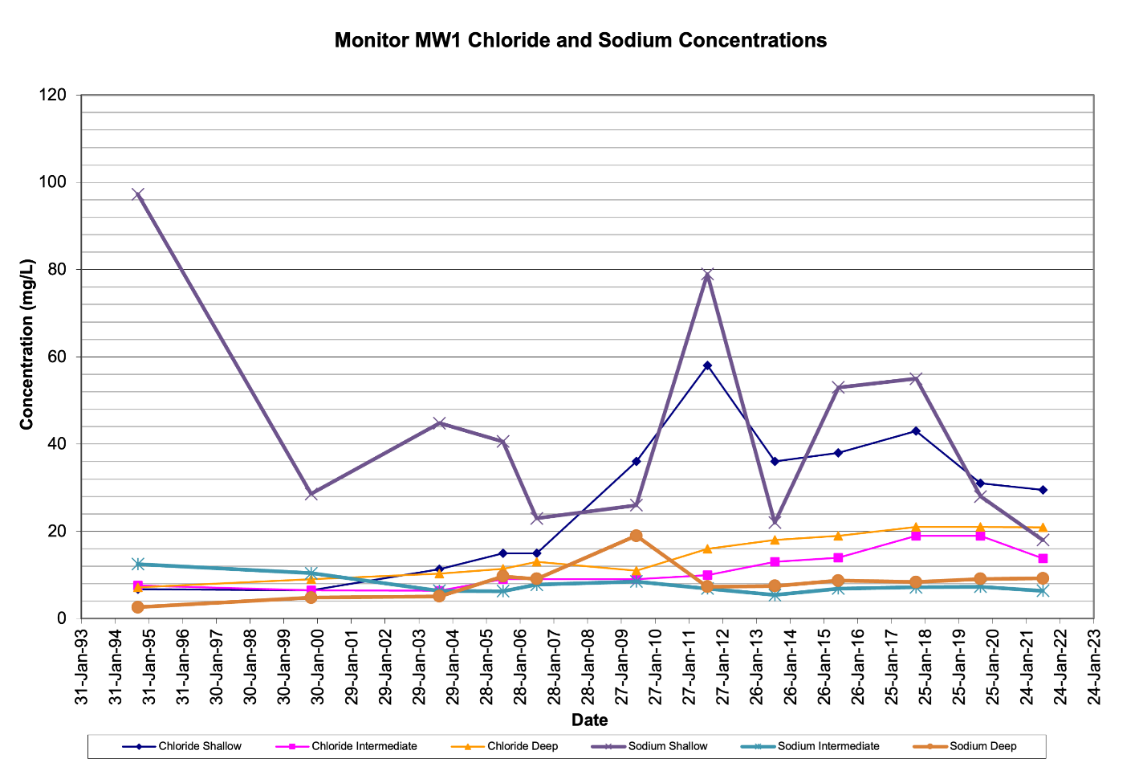 Monitor MW1 Chloride and Sodium Concentrations
120
100
80
60
40
20
0
Concentration (mg/L)
31-Jan-93
31-Jan-94
31-Jan-95
31-Jan-96
30-Jan-97
30-Jan-98
30-Jan-99
30-Jan-00
29-Jan-01
29-Jan-02
29-Jan-03
29-Jan-04
28-Jan-05
28-Jan-06
28-Jan-07
28-Jan-08
27-Jan-09
27-Jan-10
27-Jan-11
27-Jan-12
26-Jan-13
26-Jan-14
26-Jan-15
26-Jan-16
25-Jan-17
25-Jan-18
25-Jan-19
25-Jan-20
24-Jan-21
24-Jan-22
24-Jan-23
Date
Chloride Shallow Chloride Intermediate Chloride Deep Sodium Shallow Sodium Intermediate Sodium Deep